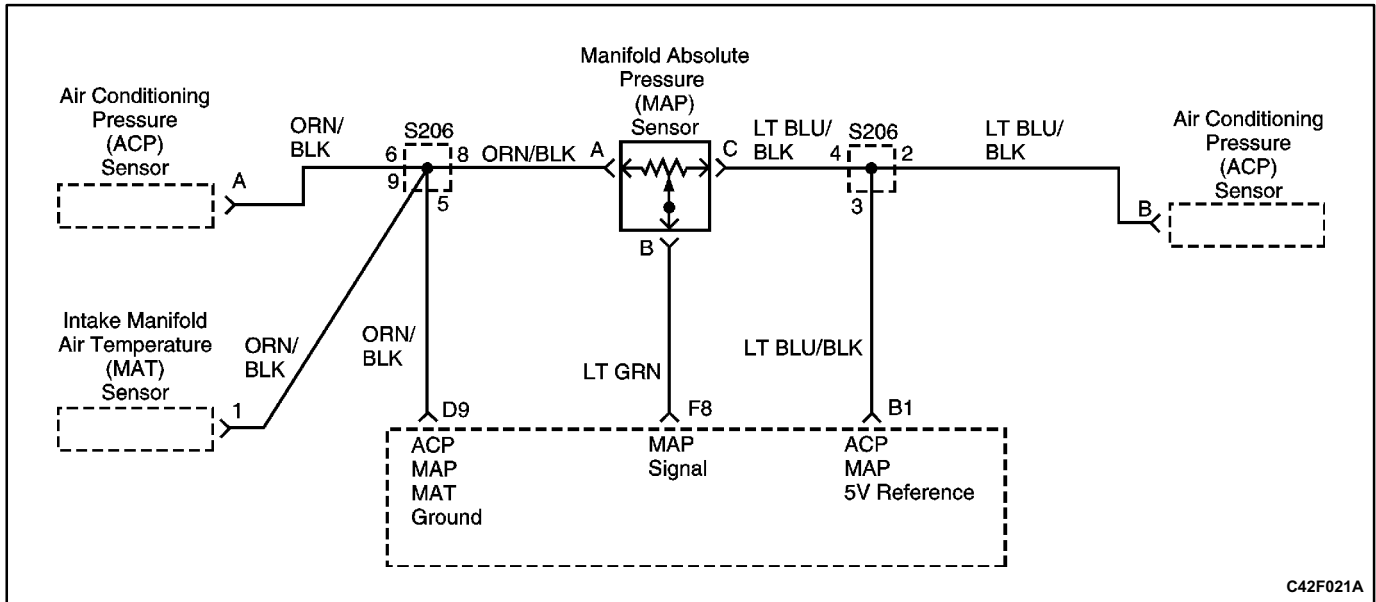 Manifold Absolute
Pressure
(MAP)
Sensor
Air Conditioning
Pressure
(ACP)
Sensor
ORN/
BLK
S206
6
8
9
5
ORN/BLK
A
C
LT BLU/
BLK
S206
4
2
3
LT BLU/
BLK
Air Conditioning
Pressure
(ACP)
Sensor
A
B
B
Intake Manifold
Air Temperature
(MAT)
Sensor
ORN/
BLK
ORN/
BLK
LT GRN
LT BLU/BLK
1
D9
F8
B1
ACP
MAP
MAT
Ground
MAP
Signal
ACP
MAP
5V Reference
C42F021A